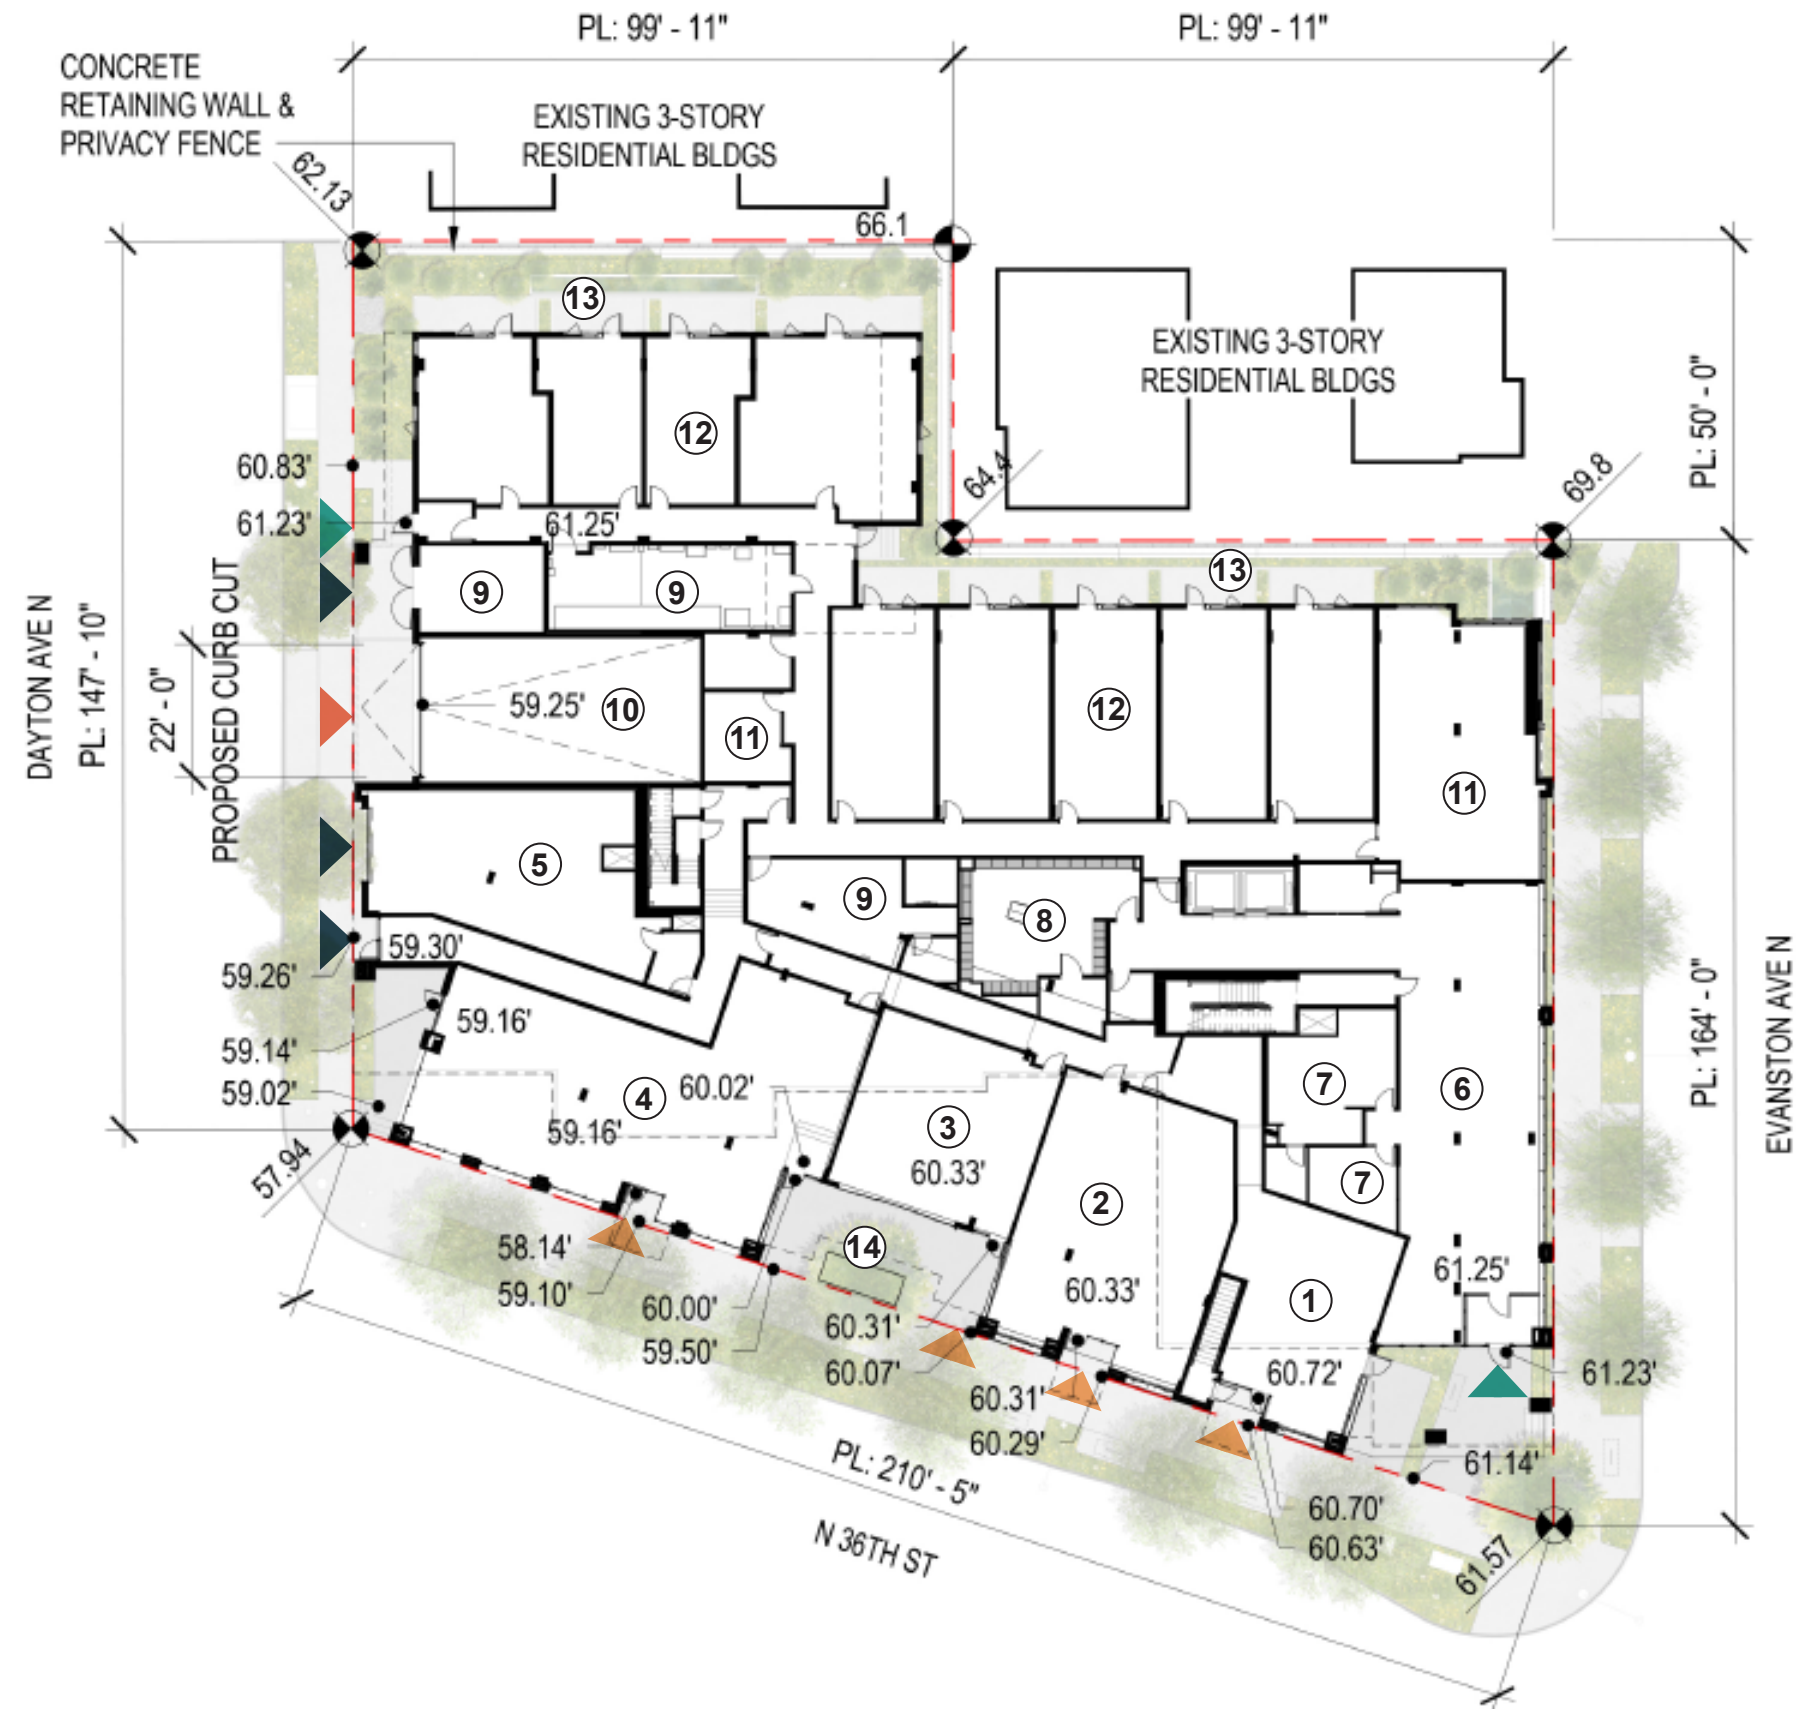 PL: 99' - 11"
PL: 99' - 11"
CONCRETE
RETAINING WALL &
PRIVACY FENCE
EXISTING 3-STORY
RESIDENTIAL BLDGS
62.13
66.1
13
EXISTING 3-STORY
RESIDENTIAL BLDGS
PL: 50' - 0"
12
60.83'
64.4
69.8
61.23'
61.25'
13
9
9
DAYTON AVE N
PL: 147' - 10"
22' - 0"
PROPOSED CURB CUT
59.25'
10
11
12
11
5
9
8
59.30'
59.26'
EVANSTON AVE N
PL: 164' - 0"
59.16'
59.14'
59.02'
4
60.02'
59.16'
3
60.33'
7
6
57.94
7
2
60.33'
14
58.14'
59.10'
60.00'
59.50'
60.31'
60.07'
60.31'
60.29'
1
60.72'
61.25'
61.23'
61.14'
60.70'
60.63'
61.57
PL: 210' - 5"
N 36TH ST